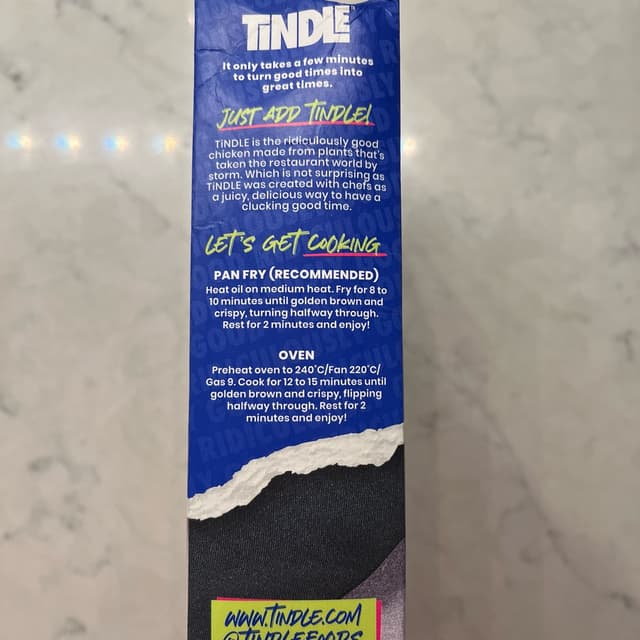 TiNDLE
It only takes a few minutes
to turn good times into
great times.
JUST ADD TiNDLE!
TiNDLE is the ridiculously good
chicken made from plants that's
taken the restaurant world by
storm. Which is not surprising as
TiNDLE was created with chefs as
a juicy, delicious way to have a
clucking good time.
LET'S GET COOKING
PAN FRY (RECOMMENDED)
Heat oil on medium heat. Fry for 8 to
10 minutes until golden brown and
crispy, turning halfway through.
Rest for 2 minutes and enjoy!
OVEN
Preheat oven to 240°C/Fan 220°C/
Gas 9. Cook for 12 to 15 minutes until
golden brown and crispy, flipping
halfway through. Rest for 2
minutes and enjoy!
WWW.TiNDLE.COM
@TiNDLEFOODS